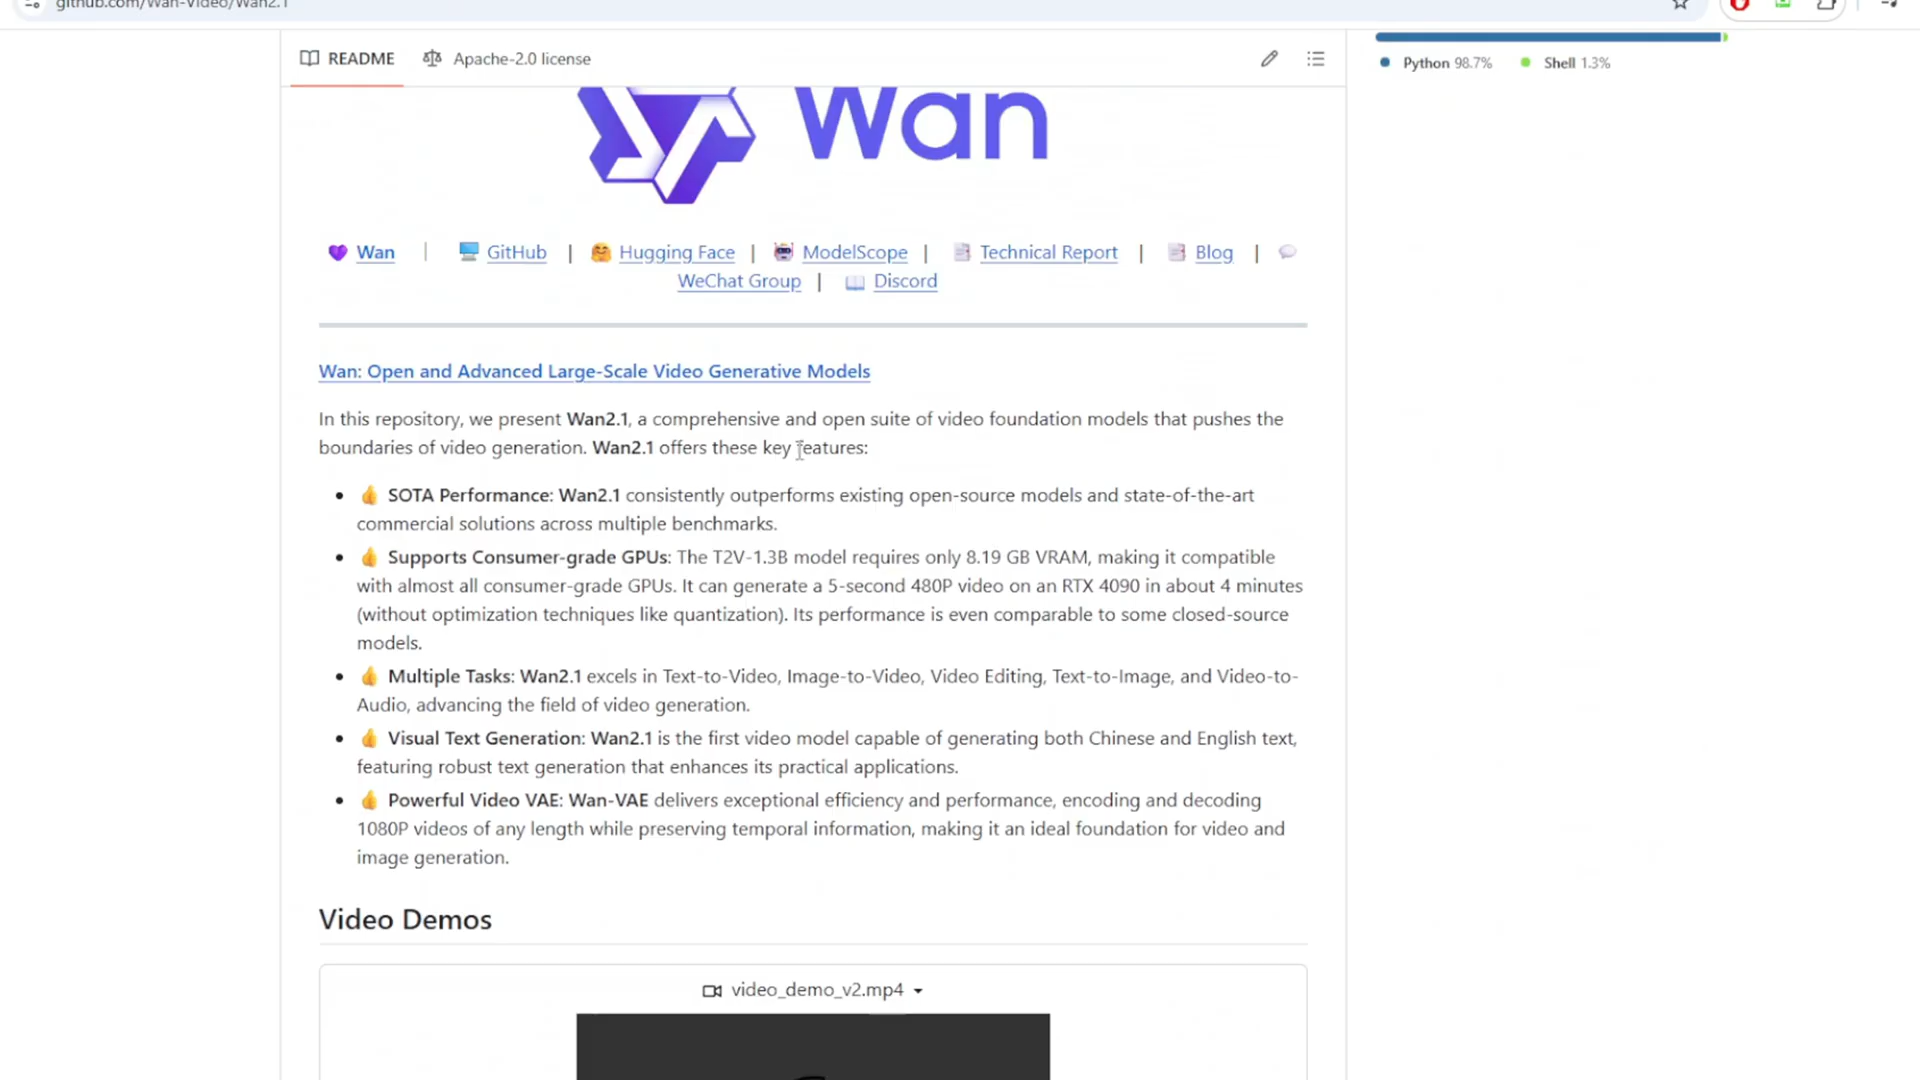 github.com/Wan-Video/Wan2.1
README
Apache-2.0 license
Python 98.7%
Shell 1.3%
Wan
Wan | GitHub | Hugging Face | ModelScope | Technical Report | Blog |
WeChat Group | Discord
Wan: Open and Advanced Large-Scale Video Generative Models
In this repository, we present Wan2.1, a comprehensive and open suite of video foundation models that pushes the
boundaries of video generation. Wan2.1 offers these key features:
• 👍 SOTA Performance: Wan2.1 consistently outperforms existing open-source models and state-of-the-art
commercial solutions across multiple benchmarks.
• 👍 Supports Consumer-grade GPUs: The T2V-1.3B model requires only 8.19 GB VRAM, making it compatible
with almost all consumer-grade GPUs. It can generate a 5-second 480P video on an RTX 4090 in about 4 minutes
(without optimization techniques like quantization). Its performance is even comparable to some closed-source
models.
• 👍 Multiple Tasks: Wan2.1 excels in Text-to-Video, Image-to-Video, Video Editing, Text-to-Image, and Video-to-
Audio, advancing the field of video generation.
• 👍 Visual Text Generation: Wan2.1 is the first video model capable of generating both Chinese and English text,
featuring robust text generation that enhances its practical applications.
• 👍 Powerful Video VAE: Wan-VAE delivers exceptional efficiency and performance, encoding and decoding
1080P videos of any length while preserving temporal information, making it an ideal foundation for video and
image generation.
Video Demos
video_demo_v2.mp4